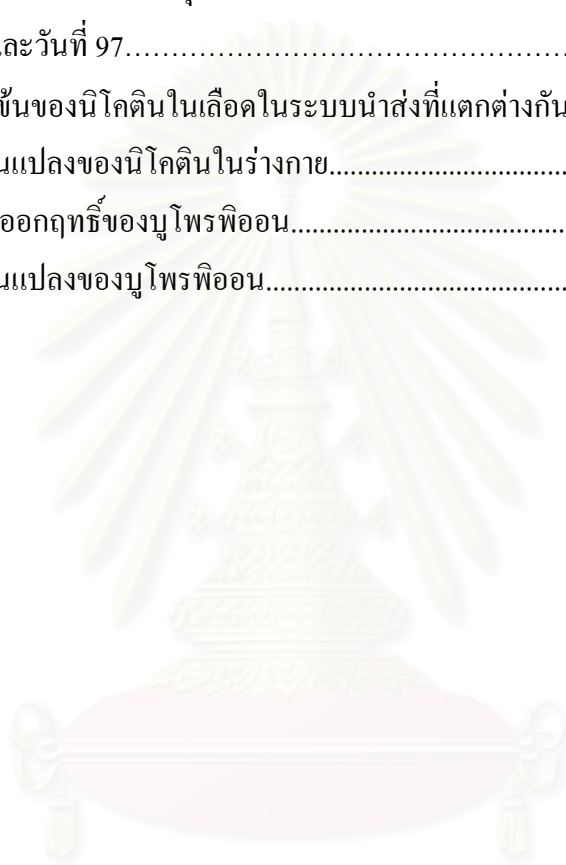 ละวันที่ 97……………………………………
ข้นของนิโคตินในเลือดในระบบนำส่งที่แตกต่างกัน
นแปลงของนิโคตินในร่างกาย.......................................
ออกฤทธิ์ของบูโพรพิออน.............................................
นแปลงของบูโพรพิออน.................................................